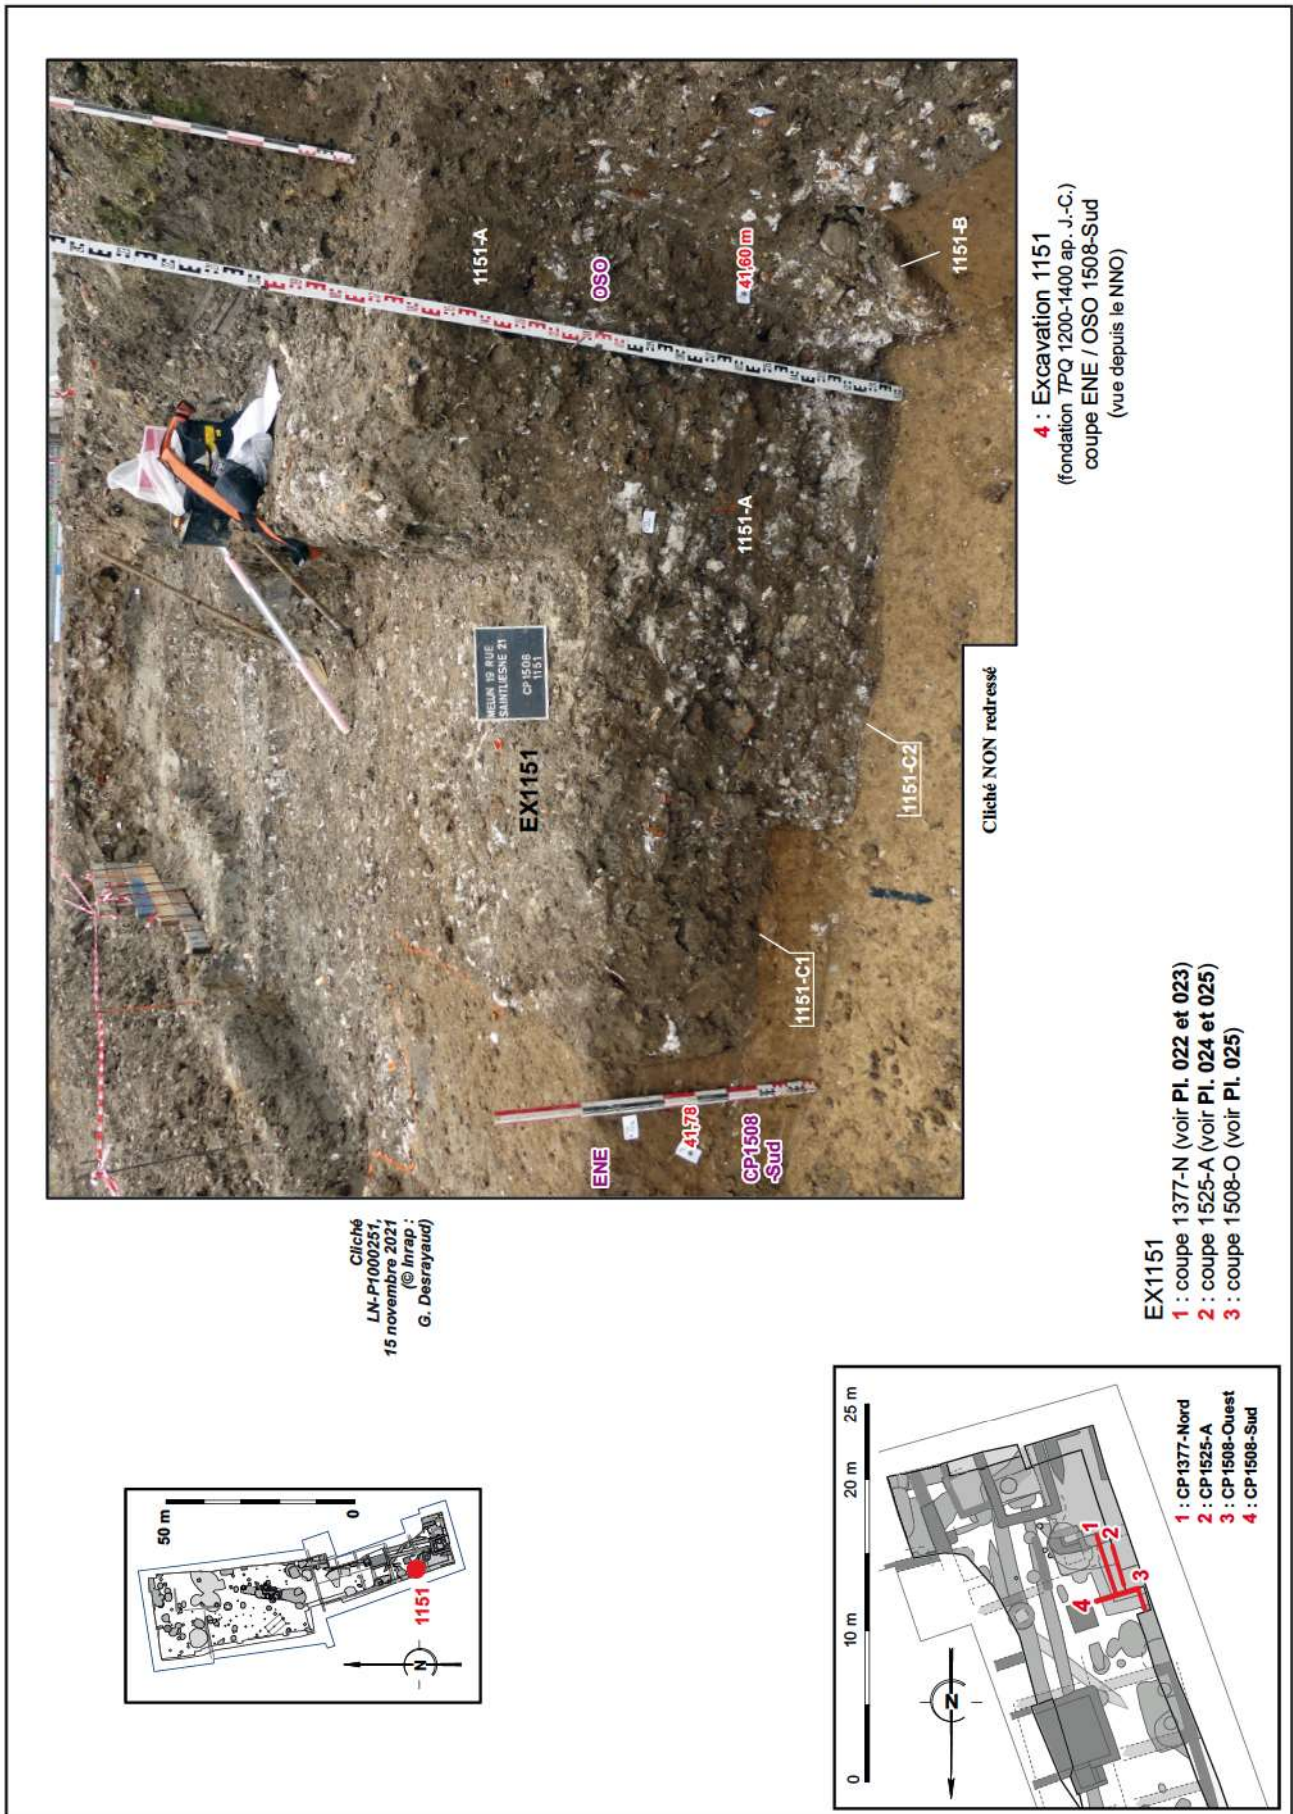 1151-A
OSO
41,60 m
1151-B
1151-A
MELUN 19 RUE
SAINT LIESNE 21
CP 1508
1151
EX1151
1151-C2
1151-C1
ENE
41,78
CP1508
-Sud
Cliché NON redressé
4 : Excavation 1151
(fondation TPQ 1200-1400 ap. J.-C.)
coupe ENE / OSO 1508-Sud
(vue depuis le NNO)
Cliché
LN-P1000251,
15 novembre 2021
(© Inrap :
G. Desrayaud)
EX1151
1 : coupe 1377-N (voir Pl. 022 et 023)
2 : coupe 1525-A (voir Pl. 024 et 025)
3 : coupe 1508-O (voir Pl. 025)
50 m
0
1151
N
0
10 m
20 m
25 m
N
1
2
3
4
1 : CP1377-Nord
2 : CP1525-A
3 : CP1508-Ouest
4 : CP1508-Sud